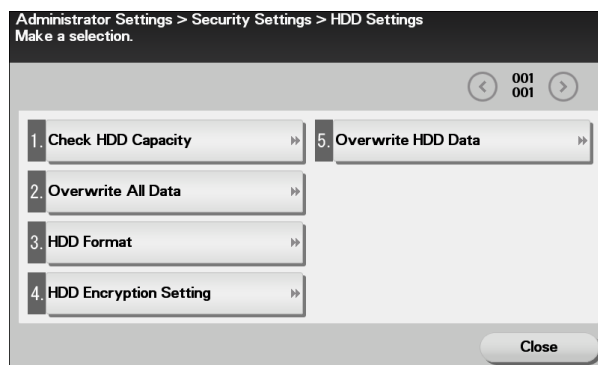 Administrator Settings > Security Settings > HDD Settings
Make a selection.
001
001
1. Check HDD Capacity
2. Overwrite All Data
3. HDD Format
4. HDD Encryption Setting
5. Overwrite HDD Data
Close